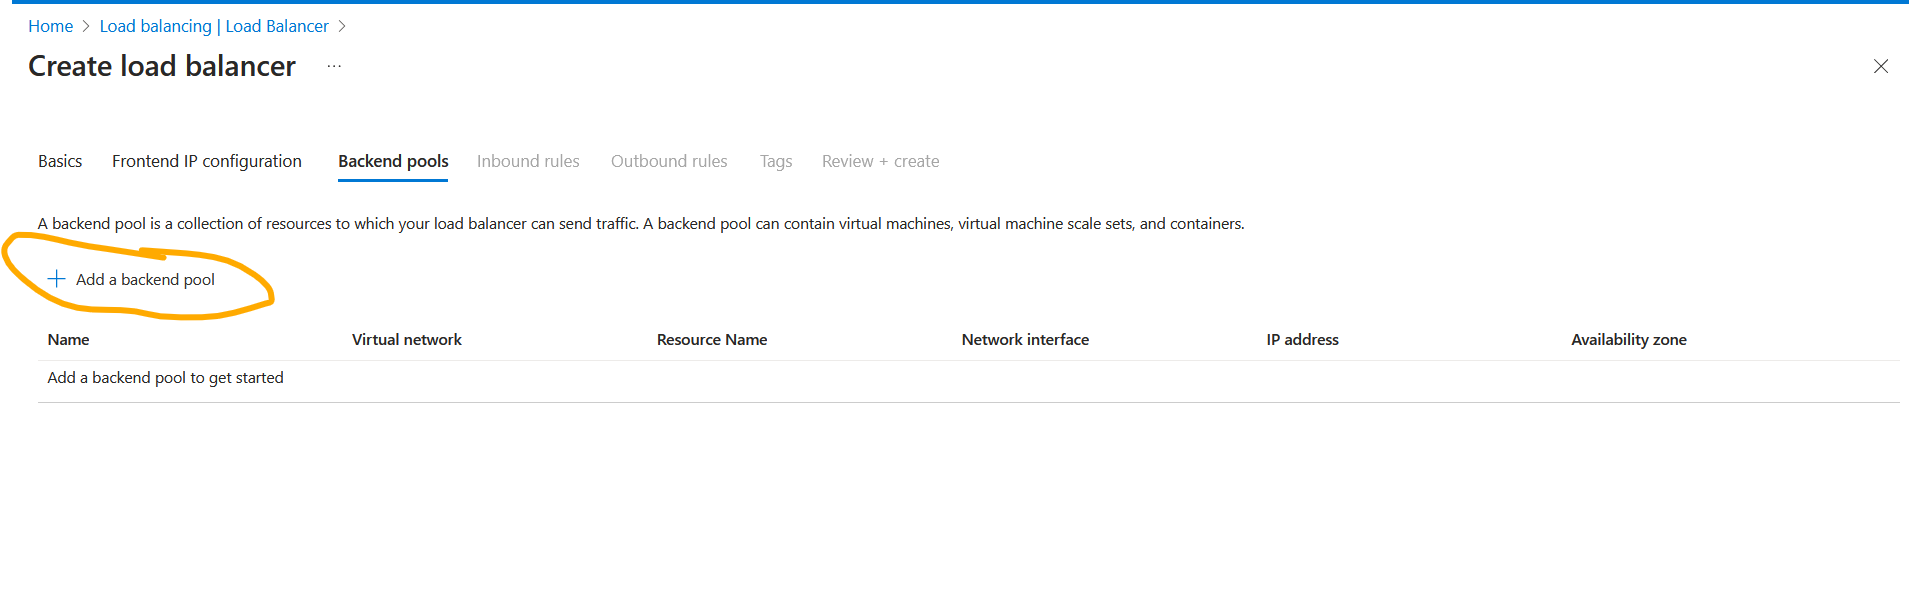 Home > Load balancing | Load Balancer >
Create load balancer ...
Basics Frontend IP configuration Backend pools Inbound rules Outbound rules Tags Review + create
A backend pool is a collection of resources to which your load balancer can send traffic. A backend pool can contain virtual machines, virtual machine scale sets, and containers.
+ Add a backend pool
Name Virtual network Resource Name Network interface IP address Availability zone
Add a backend pool to get started